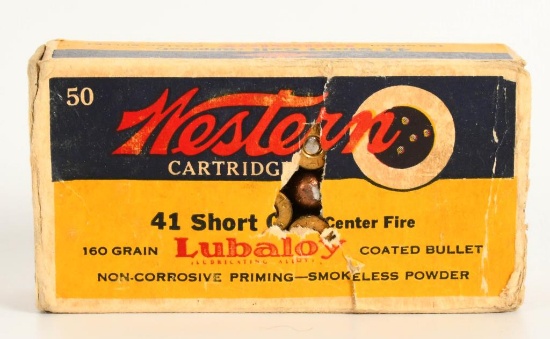 50
Western
CARTRIDG
41 Short C Center Fire
160 GRAIN Lubaloy COATED BULLET
NON-CORROSIVE PRIMING—SMOKELESS POWDER